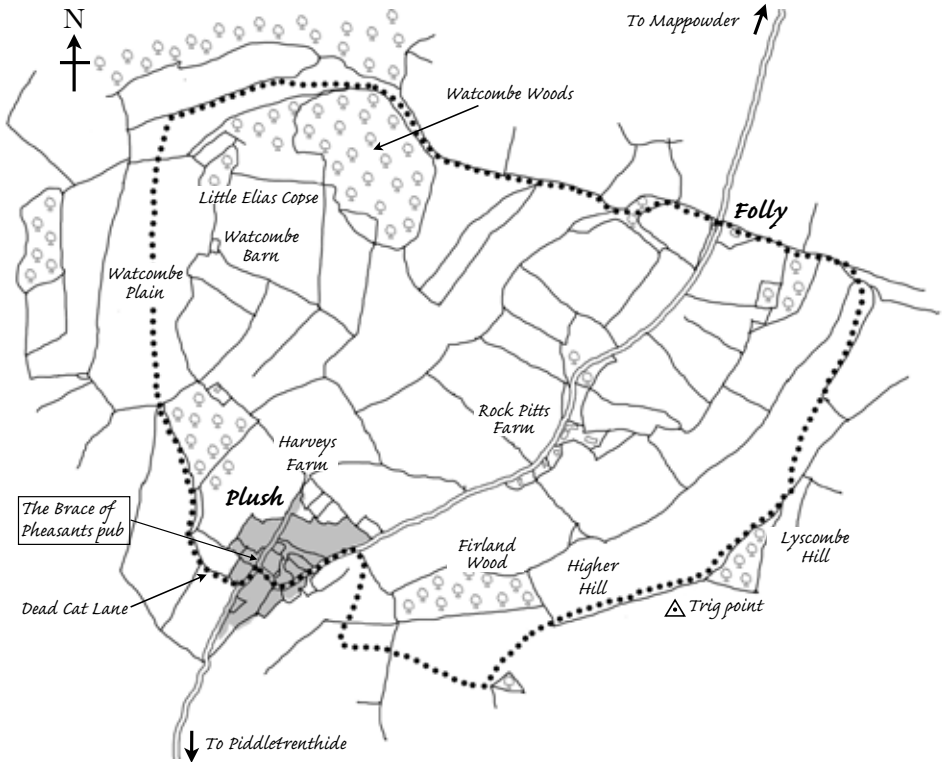 N
To Mappowder
Watcombe Woods
Little Elias Copse
Folly
Watcombe
Barn
Watcombe
Plain
Rock Pitts
Farm
Harveys
Farm
Plush
The Brace of
Pheasants pub
Firland
Wood
Higher
Hill
Lyscombe
Hill
Dead Cat Lane
Trig point
To Piddletrenthide